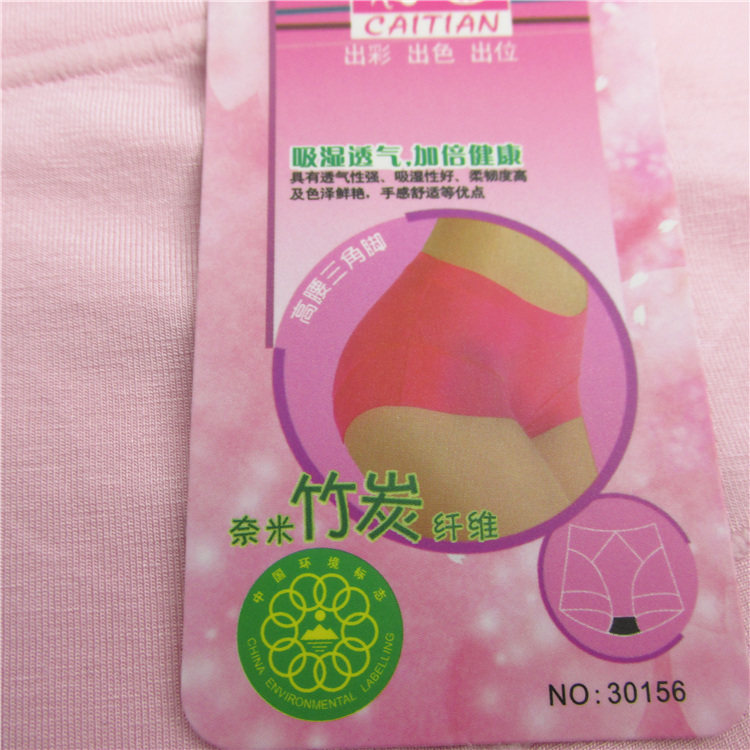 CAITIAN
出彩 出色 出位
吸湿透气,加倍健康
具有透气性强、吸湿性好、柔韧度高
及色泽鲜艳，手感舒适等优点
高腰三角脚
奈米竹炭纤维
中国环境标志
CHINA ENVIRONMENTAL LABELLING
NO: 30156